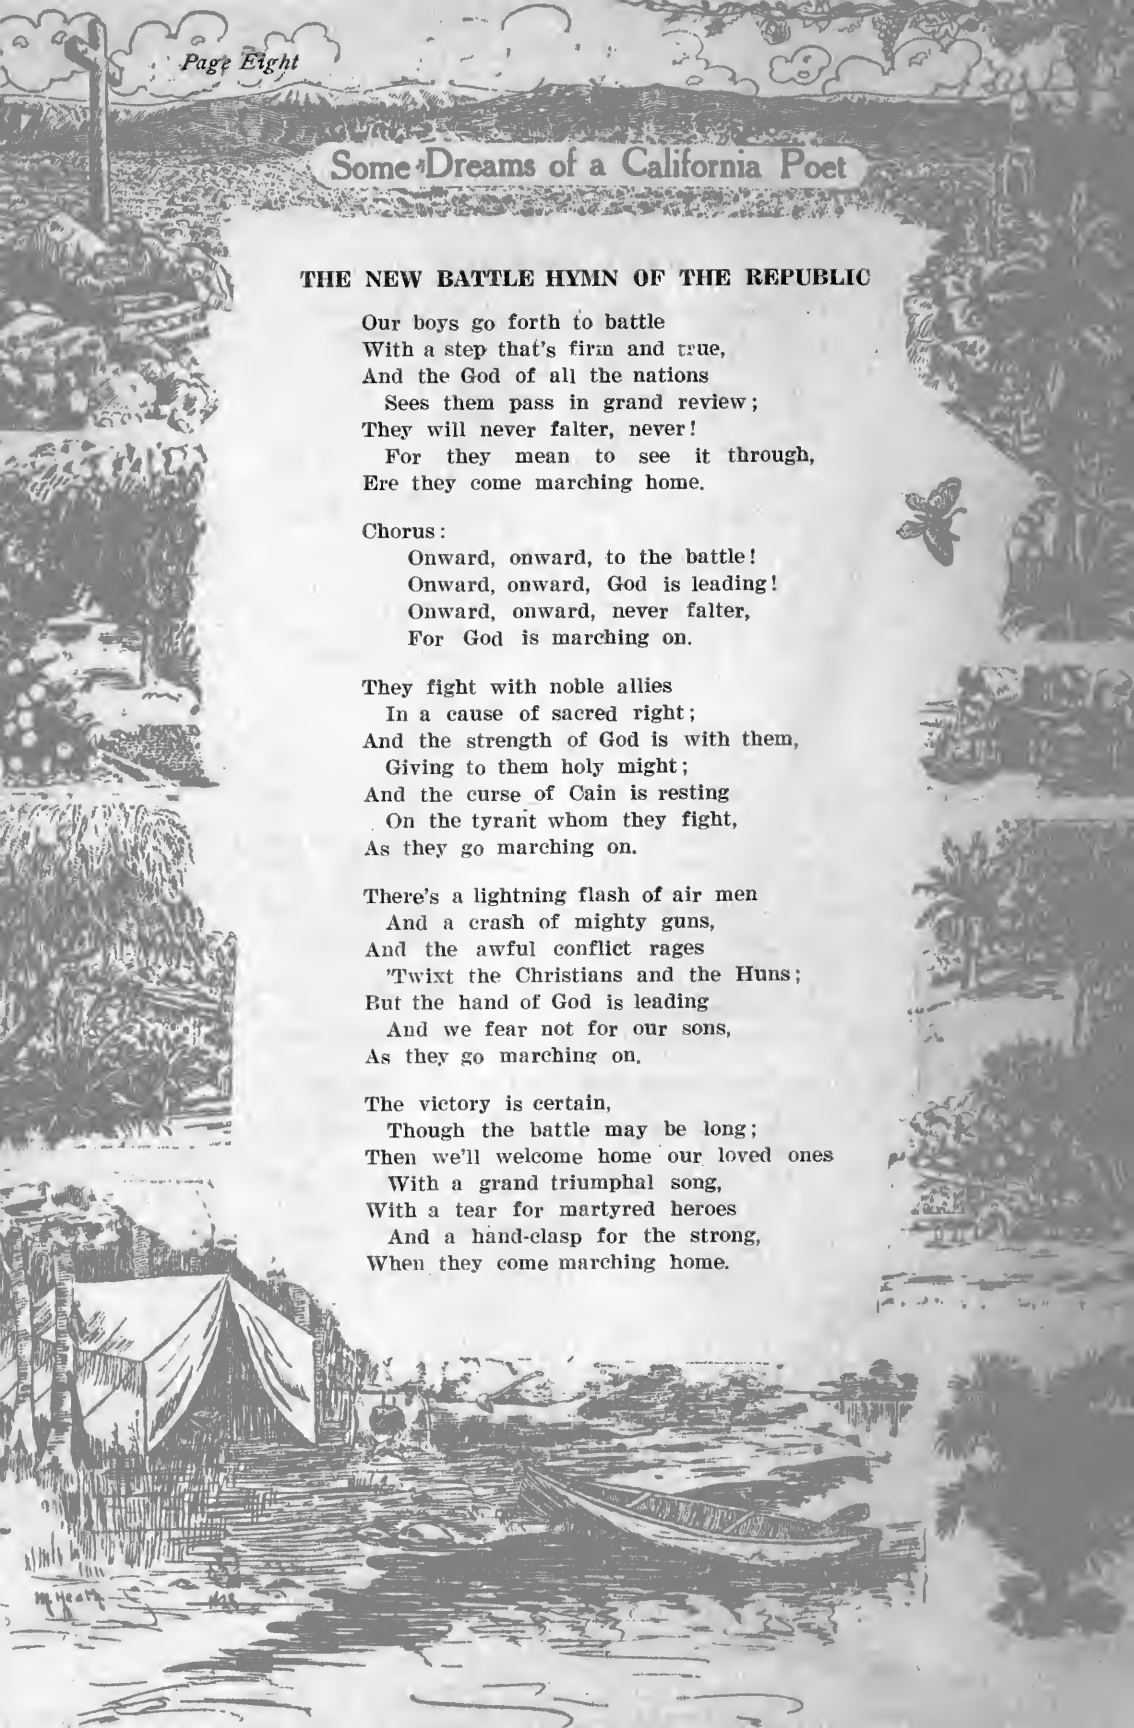 Page Eight
Some Dreams of a California Poet
THE NEW BATTLE HYMN OF THE REPUBLIC
Our boys go forth to battle
With a step that's firm and true,
And the God of all the nations
Sees them pass in grand review;
They will never falter, never!
For they mean to see it through,
Ere they come marching home.
Chorus:
Onward, onward, to the battle!
Onward, onward, God is leading!
Onward, onward, never falter,
For God is marching on.
They fight with noble allies
In a cause of sacred right;
And the strength of God is with them,
Giving to them holy might;
And the curse of Cain is resting
On the tyrant whom they fight,
As they go marching on.
There's a lightning flash of air men
And a crash of mighty guns,
And the awful conflict rages
'Twixt the Christians and the Huns;
But the hand of God is leading
And we fear not for our sons,
As they go marching on.
The victory is certain,
Though the battle may be long;
Then we'll welcome home our loved ones
With a grand triumphal song,
With a tear for martyred heroes
And a hand-clasp for the strong,
When they come marching home.